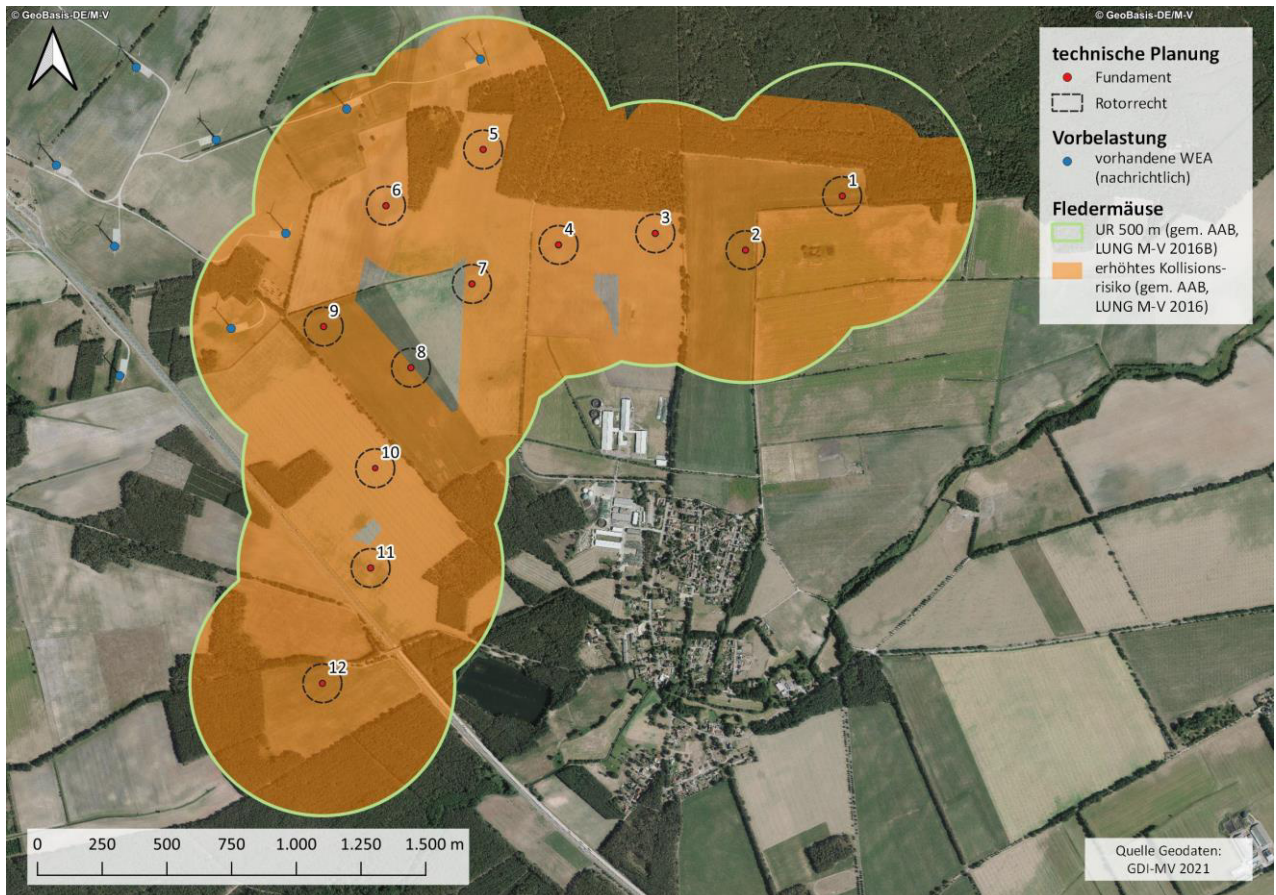 © GeoBasis-DE/M-V
© GeoBasis-DE/M-V
technische Planung
Fundament
Rotorrecht
Vorbelastung
vorhandene WEA
(nachrichtlich)
Fledermäuse
UR 500 m (gem. AAB,
LUNG M-V 2016B)
erhöhtes Kollisions-
risiko (gem. AAB,
LUNG M-V 2016)
5
1
6
3
4
2
7
9
8
10
11
12
0 250 500 750 1.000 1.250 1.500 m
Quelle Geodaten:
GDI-MV 2021